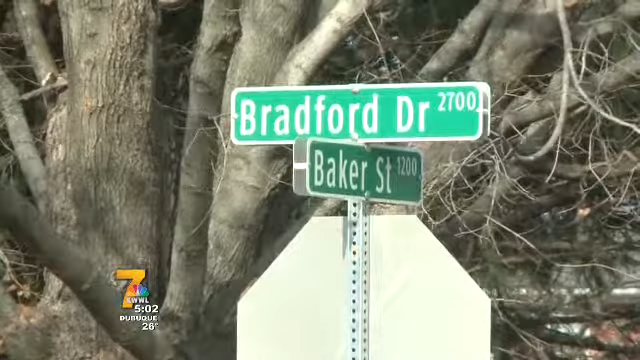 Bradford Dr 2700
Baker St 1200
7
KWWL
5:02
DUBUQUE
26°